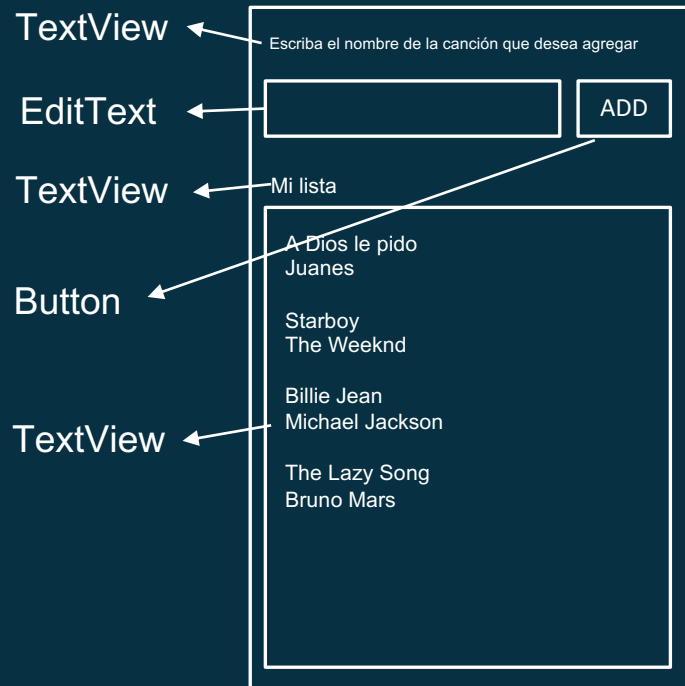 TextView
Escriba el nombre de la canción que desea agregar
EditText
ADD
TextView
Mi lista
A Dios le pido
Juanes
Button
Starboy
The Weeknd
Billie Jean
Michael Jackson
TextView
The Lazy Song
Bruno Mars